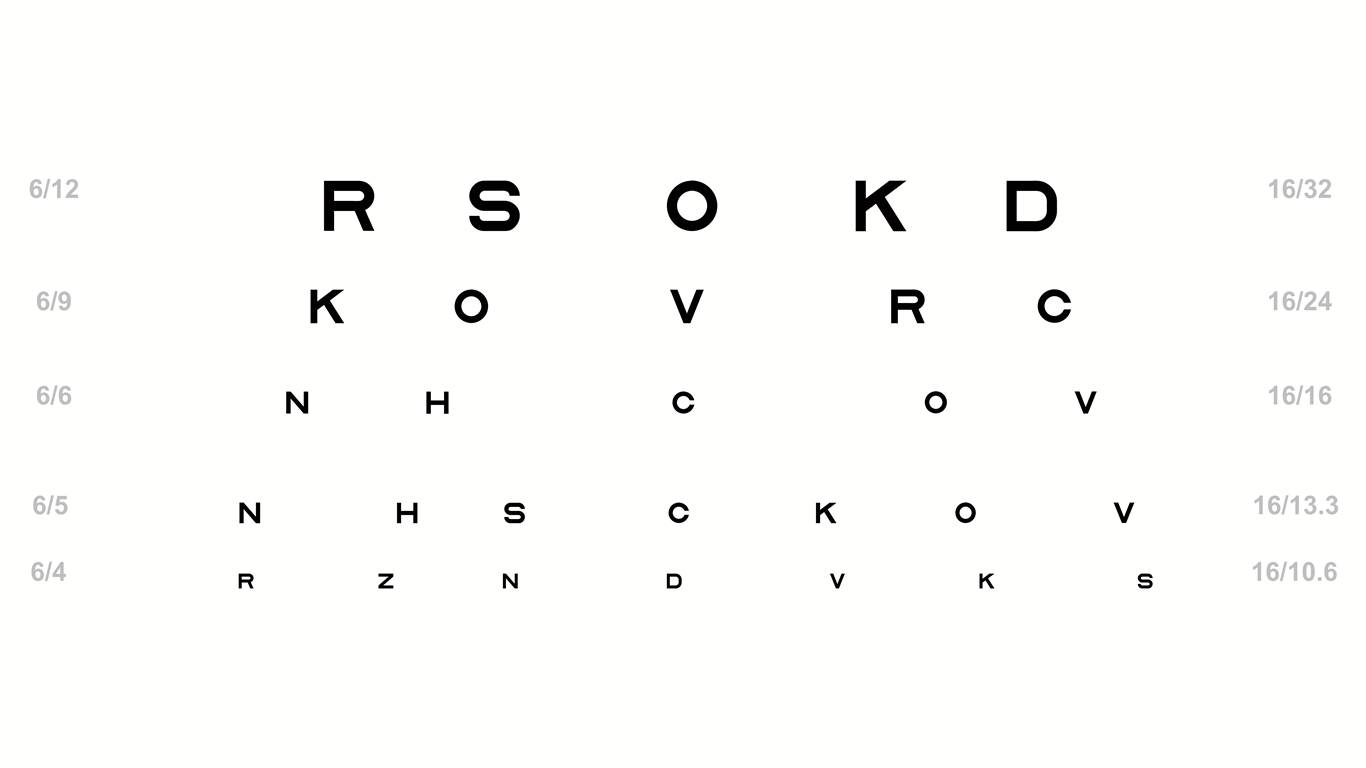 6/12 R S O K D 16/32
6/9 K O V R C 16/24
6/6 N H C O V 16/16
6/5 N H S C K O V 16/13.3
6/4 R Z N D V K S 16/10.6